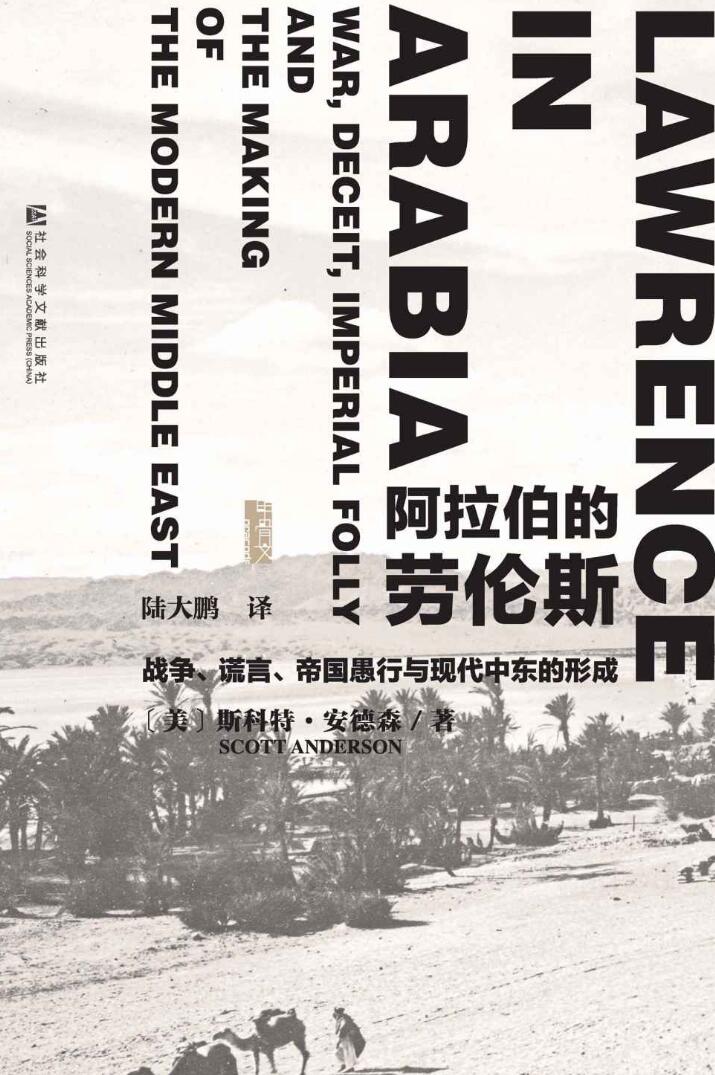 LAWRENCE
IN
ARABIA
WAR, DECEIT, IMPERIAL FOLLY
AND
THE MAKING
OF
THE MODERN MIDDLE EAST
阿拉伯的
劳伦斯
陆大鹏 译
战争、谎言、帝国愚行与现代中东的形成
〔美〕斯科特·安德森 / 著
SCOTT ANDERSON
社会科学文献出版社
SOCIAL SCIENCES ACADEMIC PRESS (CHINA)